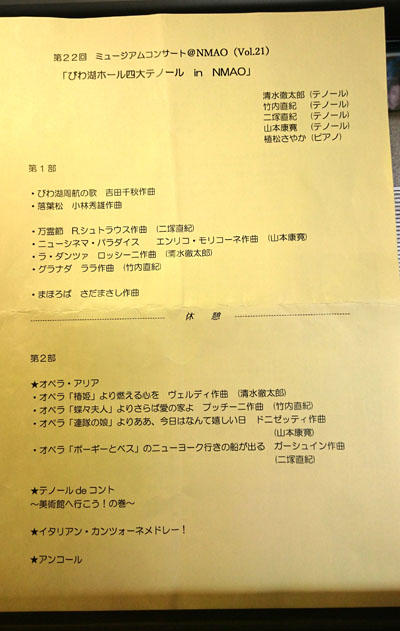 第22回 ミュージアムコンサート@NMAO（Vol.21）
「びわ湖ホール四大テノール in NMAO」
清水徹太郎（テノール）
竹内直紀（テノール）
二塚直紀（テノール）
山本康寛（テノール）
植松さやか（ピアノ）
第1部
・びわ湖周航の歌 吉田千秋作曲
・落葉松 小林秀雄作曲
・万霊節 R.シュトラウス作曲（二塚直紀）
・ニューシネマ・パラダイス エンリコ・モリコーネ作曲（山本康寛）
・ラ・ダンツァ ロッシーニ作曲（清水徹太郎）
・グラナダ ララ作曲（竹内直紀）
・まほろば さだまさし作曲
休 憩
第2部
★オペラ・アリア
・オペラ「椿姫」より燃える心を ヴェルディ作曲（清水徹太郎）
・オペラ「蝶々夫人」よりさらば愛の家よ プッチーニ作曲（竹内直紀）
・オペラ「連隊の娘」よりああ、今日はなんて嬉しい日 ドニゼッティ作曲
（山本康寛）
・オペラ「ポーギーとベス」のニューヨーク行きの船が出る ガーシュイン作曲
（二塚直紀）
★テノール de コント
～美術館へ行こう！の巻～
★イタリアン・カンツォーネメドレー！
★アンコール